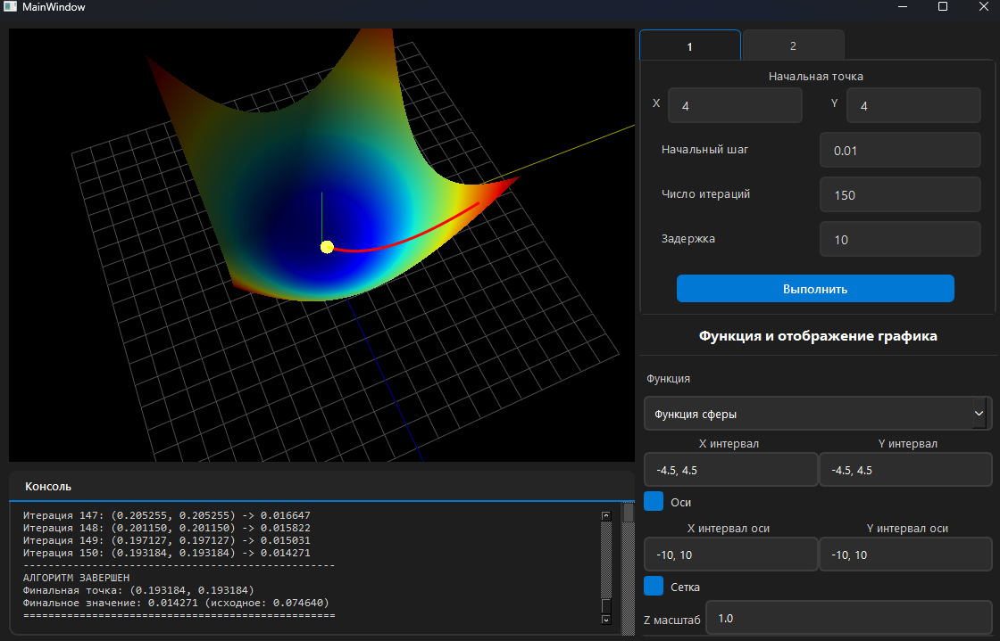 MainWindow
1
2
Начальная точка
X
4
Y
4
Начальный шаг
0.01
Число итераций
150
Задержка
10
Выполнить
Функция и отображение графика
Функция
Функция сферы
X интервал
Y интервал
-4.5, 4.5
-4.5, 4.5
Оси
X интервал оси
Y интервал оси
-10, 10
-10, 10
Сетка
Z масштаб
1.0
Консоль
Итерация 147: (0.205255, 0.205255) -> 0.016647
Итерация 148: (0.201150, 0.201150) -> 0.015822
Итерация 149: (0.197127, 0.197127) -> 0.015031
Итерация 150: (0.193184, 0.193184) -> 0.014271
--------------------------------------------------
АЛГОРИТМ ЗАВЕРШЕН
Финальная точка: (0.193184, 0.193184)
Финальное значение: 0.014271 (исходное: 0.074640)
==================================================